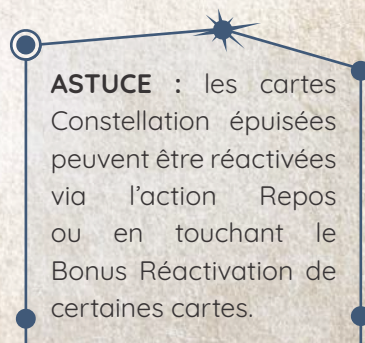 ASTUCE : les cartes
Constellation épuisées
peuvent être réactivées
via l’action Repos
ou en touchant le
Bonus Réactivation de
certaines cartes.